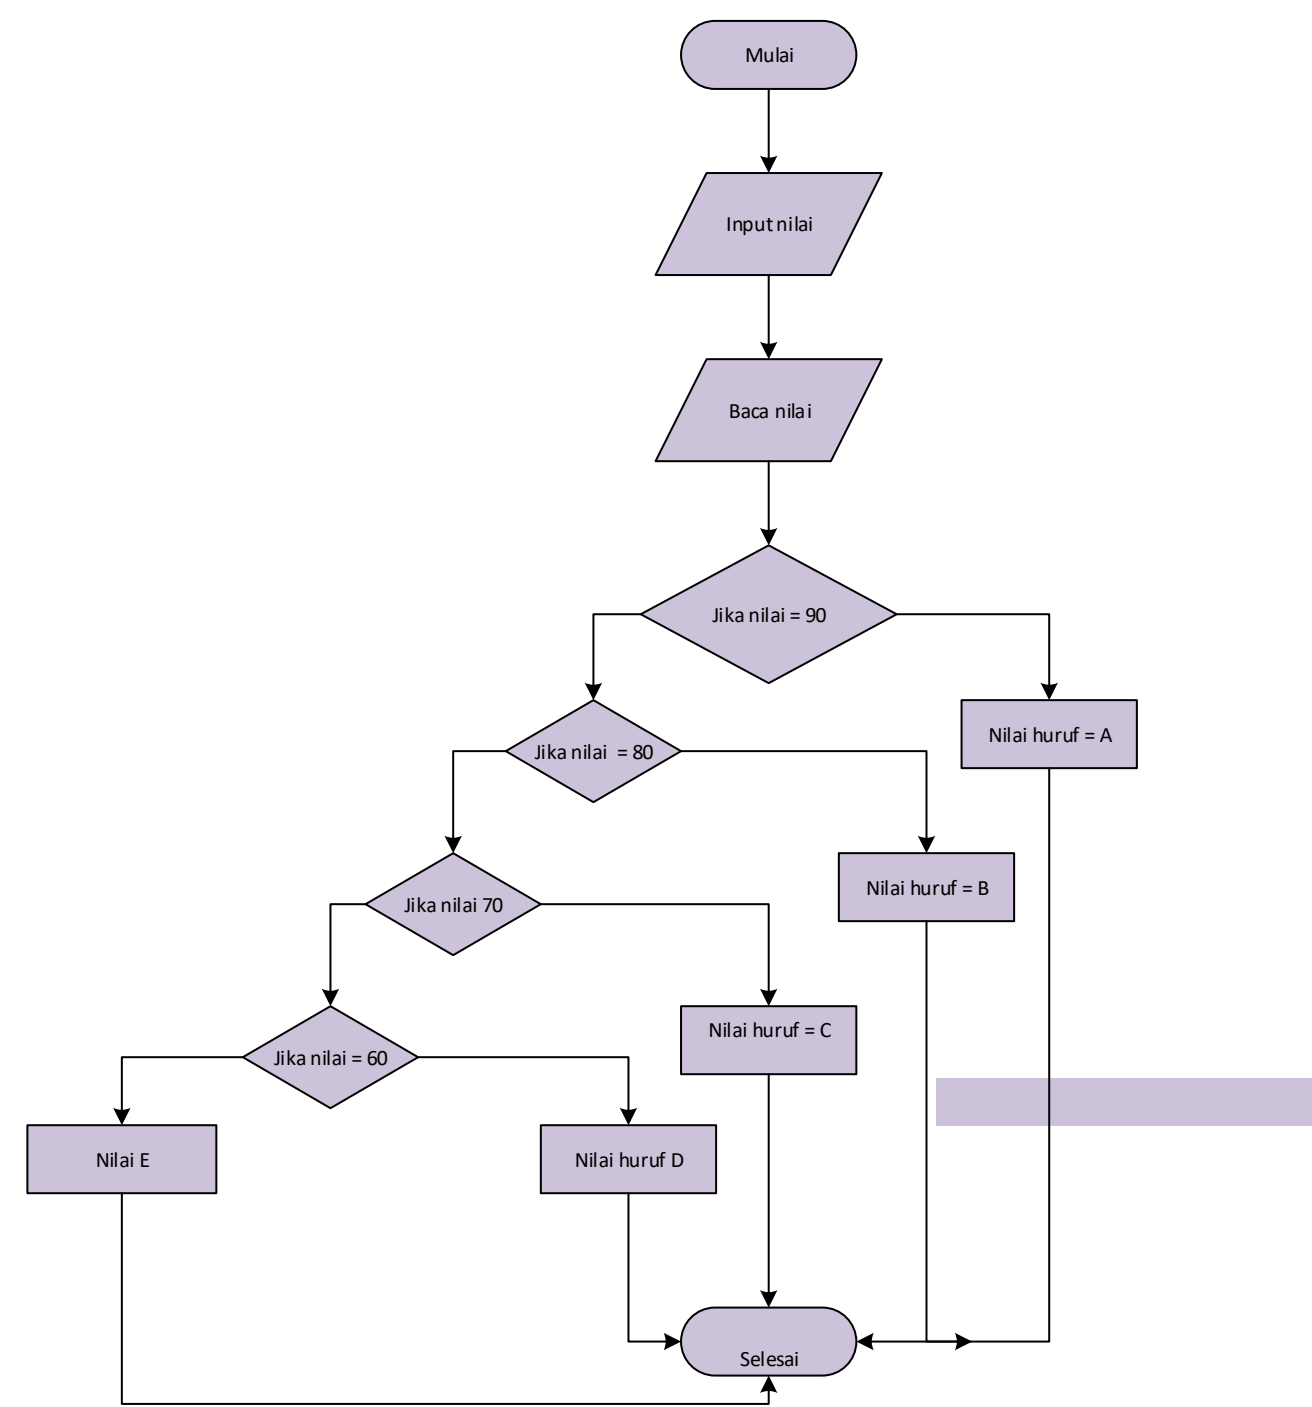 Mulai
Input nilai
Baca nilai
Jika nilai = 90
Nilai huruf = A
Jika nilai = 80
Nilai huruf = B
Jika nilai 70
Nilai huruf = C
Jika nilai = 60
Nilai E
Nilai huruf D
Selesai